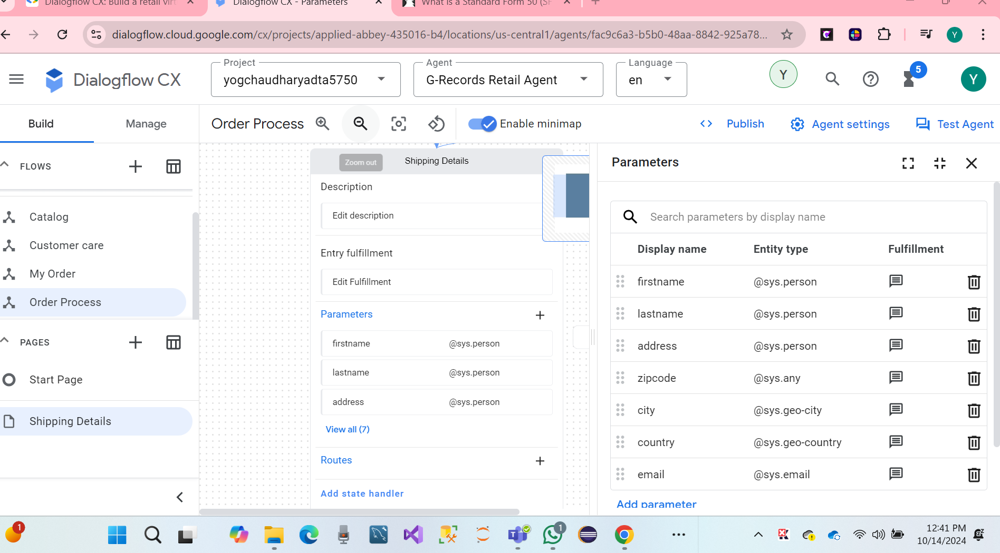 Dialogflow CX: Build a retail virt
Dialogflow CX - Parameters
What is a Standard Form 50 (SF
dialogflow.cloud.google.com/cx/projects/applied-abbey-435016-b4/locations/us-central1/agents/fac9c6a3-b5b0-48aa-8842-925a78...
Y
Dialogflow CX
Project
yogchaudharyadta5750
Agent
G-Records Retail Agent
Language
en
Y
5
Y
Build
Manage
Order Process
Enable minimap
Publish
Agent settings
Test Agent
FLOWS
Catalog
Customer care
My Order
Order Process
PAGES
Start Page
Shipping Details
Zoom out
Shipping Details
Description
Edit description
Entry fulfillment
Edit Fulfillment
Parameters
firstname @sys.person
lastname @sys.person
address @sys.person
View all (7)
Routes
Add state handler
Parameters
Search parameters by display name
Display name Entity type Fulfillment
firstname @sys.person
lastname @sys.person
address @sys.person
zipcode @sys.any
city @sys.geo-city
country @sys.geo-country
email @sys.email
Add parameter
1
1
12:41 PM
10/14/2024